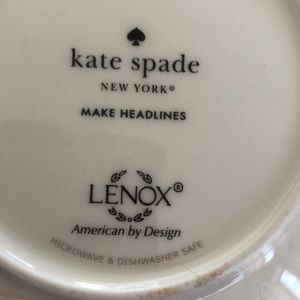 kate spade
NEW YORK®
MAKE HEADLINES
LENOX®
American by Design
MICROWAVE & DISHWASHER SAFE